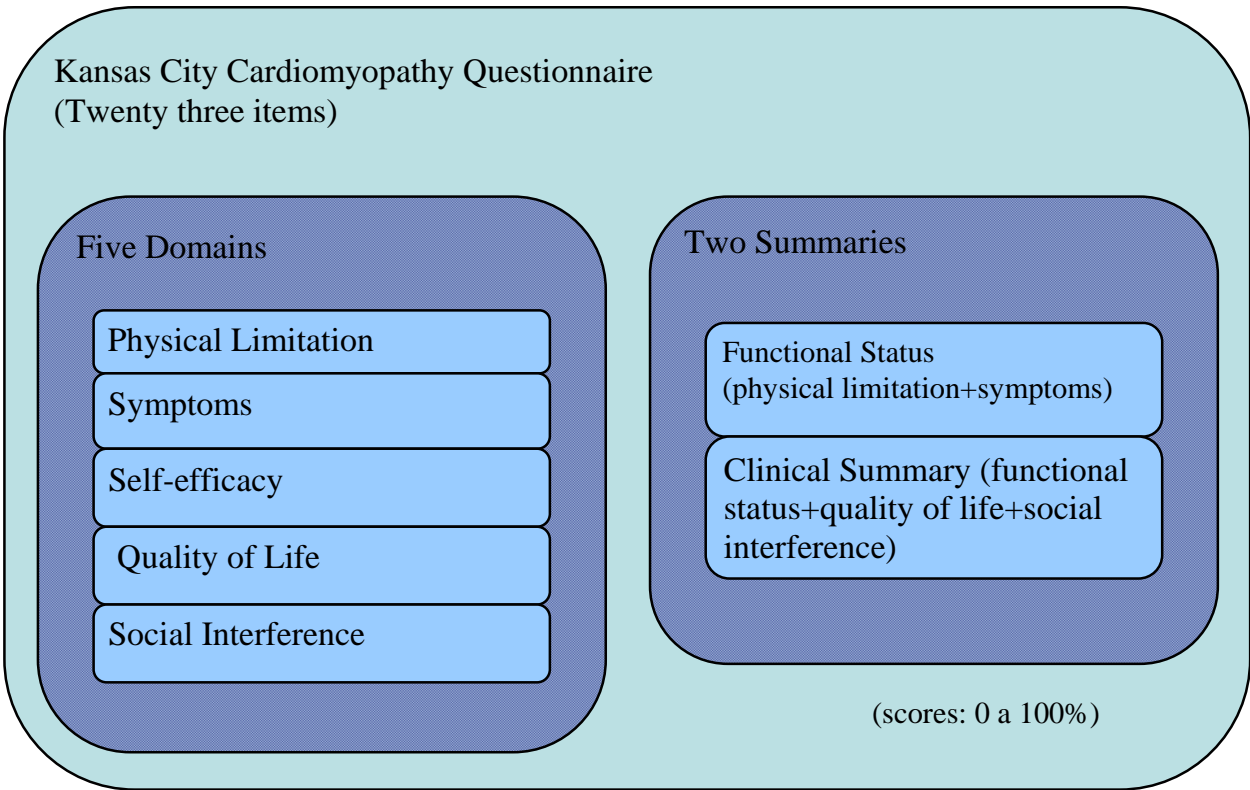 Kansas City Cardiomyopathy Questionnaire
(Twenty three items)
Five Domains
Physical Limitation
Symptoms
Self-efficacy
Quality of Life
Social Interference
Two Summaries
Functional Status
(physical limitation+symptoms)
Clinical Summary (functional
status+quality of life+social
interference)
(scores: 0 a 100%)